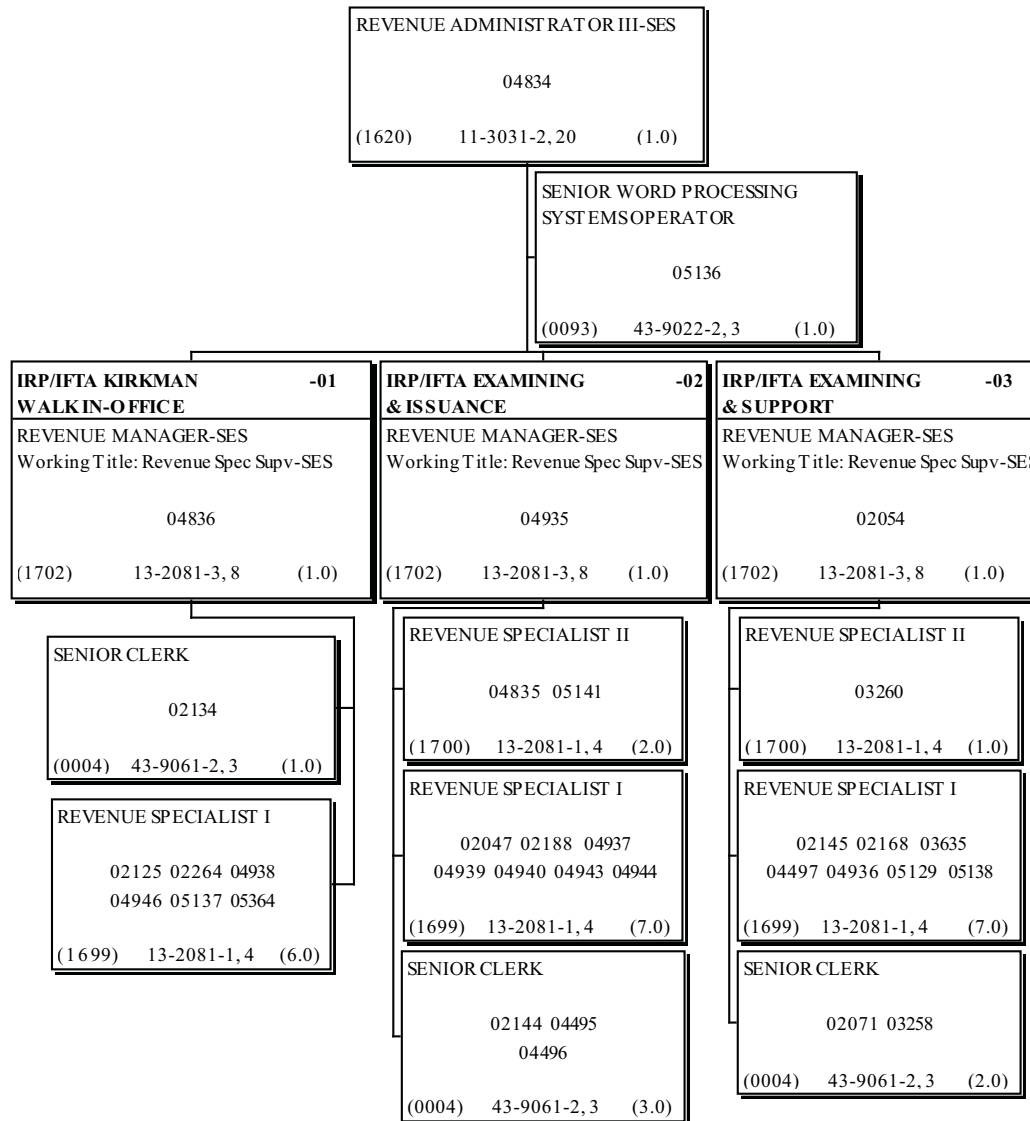 REVENUE ADMINISTRATOR III-SES
04834
(1620) 11-3031-2, 20 (1.0)
SENIOR WORD PROCESSING
SYSTEMS OPERATOR
05136
(0093) 43-9022-2, 3 (1.0)
IRP/IFTA KIRKMAN -01
WALK IN-OFFICE
REVENUE MANAGER-SES
Working Title: Revenue Spec Supv-SES
04836
(1702) 13-2081-3, 8 (1.0)
SENIOR CLERK
02134
(0004) 43-9061-2, 3 (1.0)
REVENUE SPECIALIST I
02125 02264 04938
04946 05137 05364
(1699) 13-2081-1, 4 (6.0)
IRP/IFTA EXAMINING -02
& ISSUANCE
REVENUE MANAGER-SES
Working Title: Revenue Spec Supv-SES
04935
(1702) 13-2081-3, 8 (1.0)
REVENUE SPECIALIST II
04835 05141
(1700) 13-2081-1, 4 (2.0)
REVENUE SPECIALIST I
02047 02188 04937
04939 04940 04943 04944
(1699) 13-2081-1, 4 (7.0)
SENIOR CLERK
02144 04495
04496
(0004) 43-9061-2, 3 (3.0)
IRP/IFTA EXAMINING -03
& SUPPORT
REVENUE MANAGER-SES
Working Title: Revenue Spec Supv-SES
02054
(1702) 13-2081-3, 8 (1.0)
REVENUE SPECIALIST II
03260
(1700) 13-2081-1, 4 (1.0)
REVENUE SPECIALIST I
02145 02168 03635
04497 04936 05129 05138
(1699) 13-2081-1, 4 (7.0)
SENIOR CLERK
02071 03258
(0004) 43-9061-2, 3 (2.0)